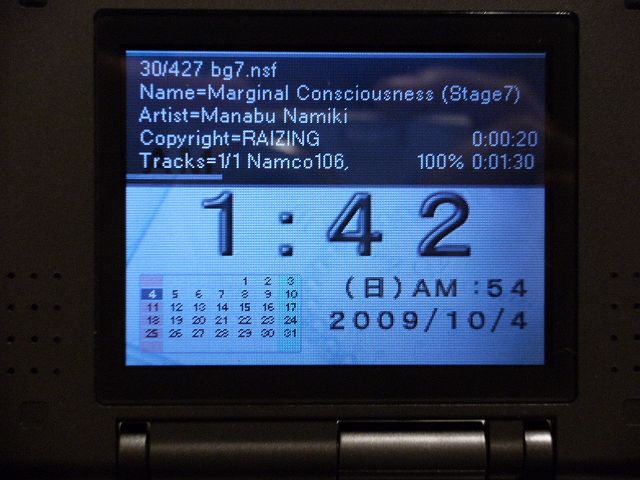 30/427 bg7.nsf
Name=Marginal Consciousness (Stage7)
Artist=Manabu Namiki
Copyright=RAIZING 0:00:20
Tracks=1/1 Namco106, 100% 0:01:30
1:42
(日)AM :54
2009/10/4
1 2 3
4 5 6 7 8 9 10
11 12 13 14 15 16 17
18 19 20 21 22 23 24
25 26 27 28 29 30 31